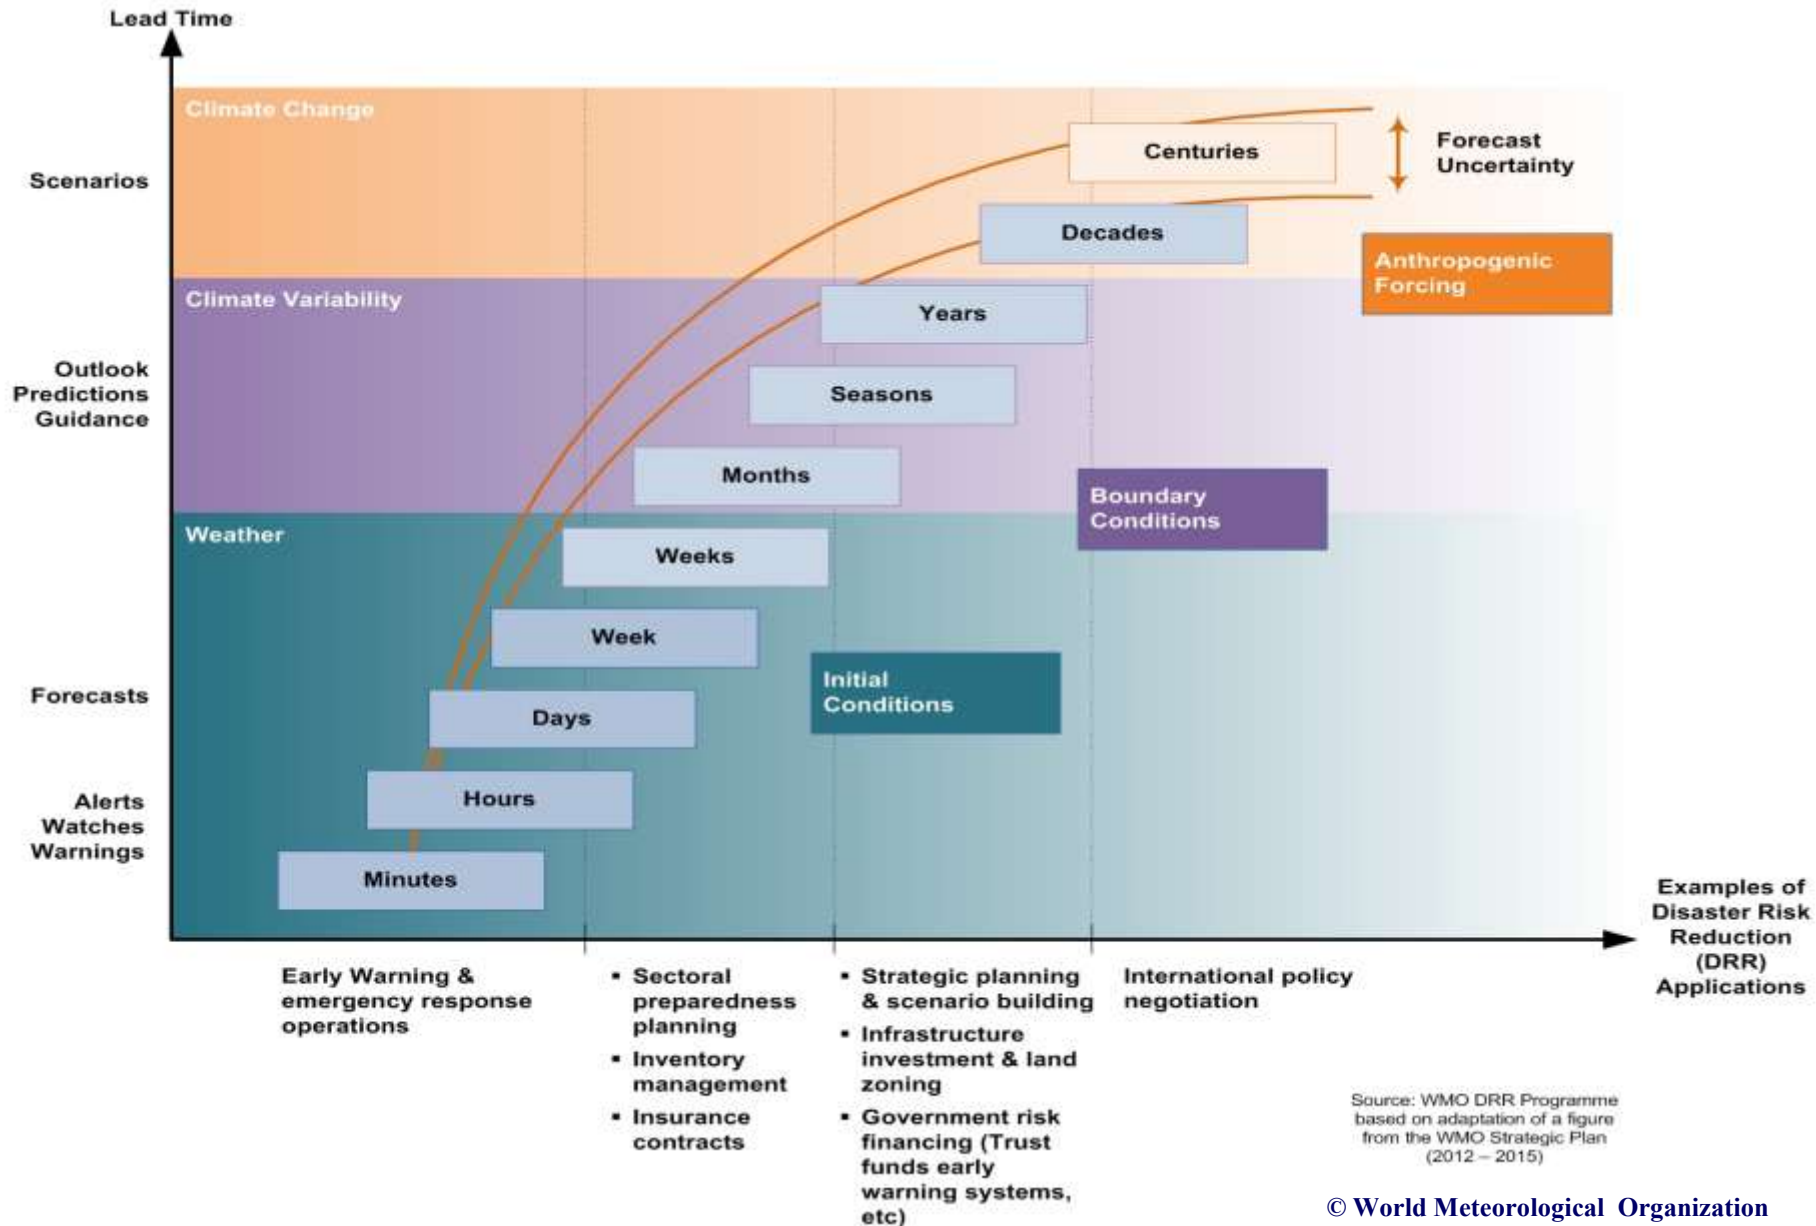 Lead Time
Climate Change
Scenarios
Centuries
Forecast
Uncertainty
Decades
Anthropogenic
Forcing
Climate Variability
Years
Outlook
Predictions
Guidance
Seasons
Months
Boundary
Conditions
Weather
Weeks
Week
Initial
Conditions
Forecasts
Days
Alerts
Watches
Warnings
Hours
Minutes
Examples of
Disaster Risk
Reduction
(DRR)
Applications
Early Warning &
emergency response
operations
▪ Sectoral
preparedness
planning
▪ Inventory
management
▪ Insurance
contracts
▪ Strategic planning
& scenario building
▪ Infrastructure
investment & land
zoning
▪ Government risk
financing (Trust
funds early
warning systems,
etc)
International policy
negotiation
Source: WMO DRR Programme
based on adaptation of a figure
from the WMO Strategic Plan
(2012 – 2015)
© World Meteorological Organization